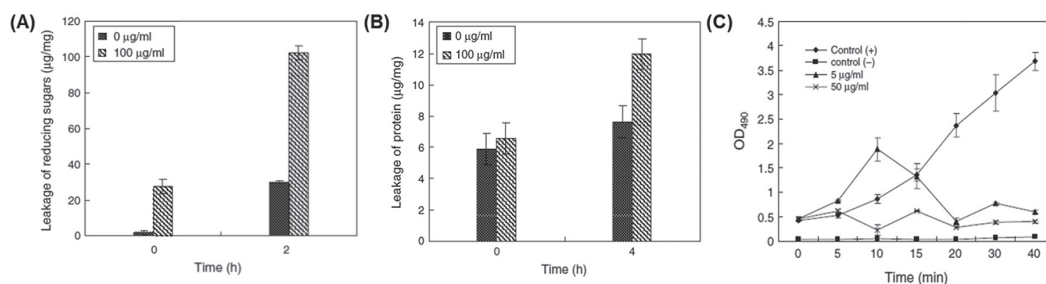 (A)
Leakage of reducing sugars (µg/mg)
120
100
80
60
40
20
0
0 µg/ml
100 µg/ml
0
2
Time (h)
(B)
Leakage of protein (µg/mg)
14
12
10
8
6
4
2
0
0 µg/ml
100 µg/ml
0
4
Time (h)
(C)
OD490
4
3.5
3
2.5
2
1.5
1
0.5
0
Control (+)
control (–)
5 µg/ml
50 µg/ml
0 5 10 15 20 30 40
Time (min)